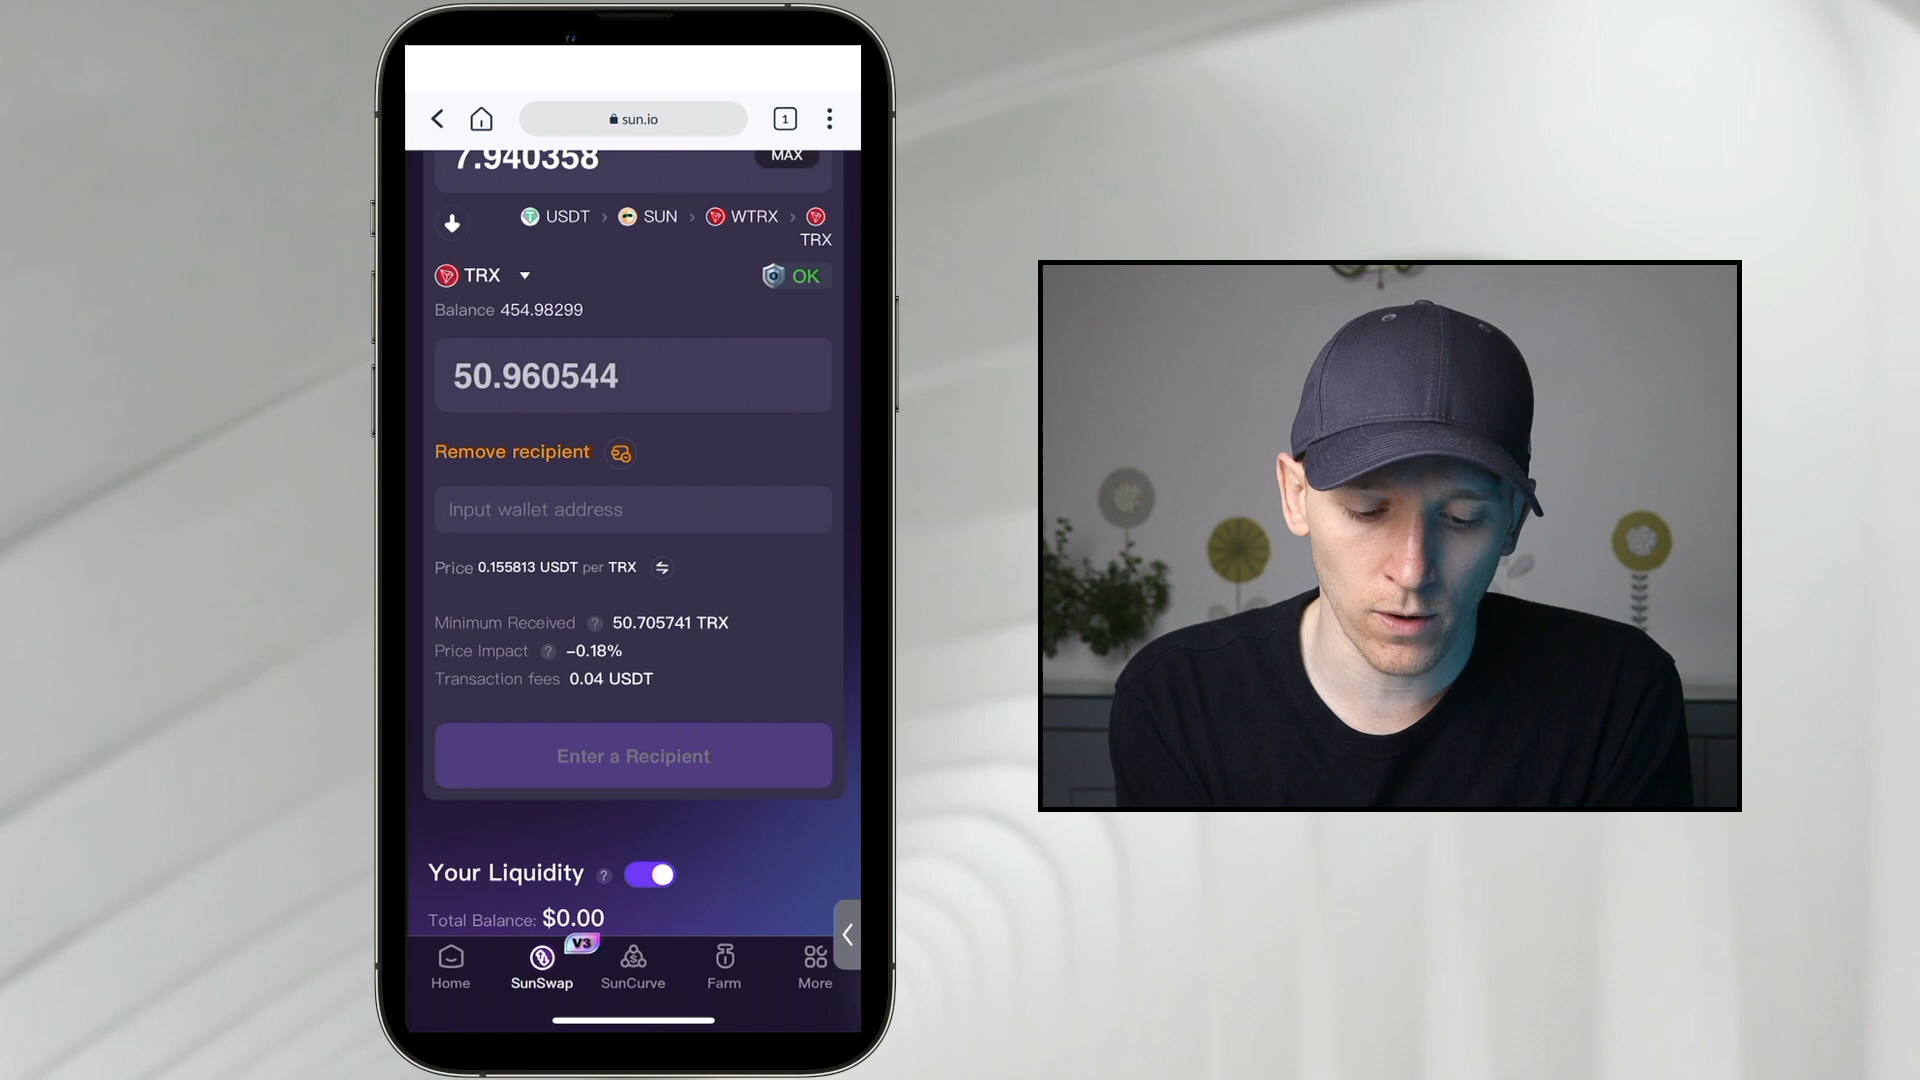 sun.io
1
7.940358
MAX
USDT > SUN > WTRX >
TRX
TRX
OK
Balance 454.98299
50.960544
Remove recipient
Input wallet address
Price 0.155813 USDT per TRX
Minimum Received ? 50.705741 TRX
Price Impact ? -0.18%
Transaction fees 0.04 USDT
Enter a Recipient
Your Liquidity ?
Total Balance: $0.00
V3
Home
SunSwap
SunCurve
Farm
More